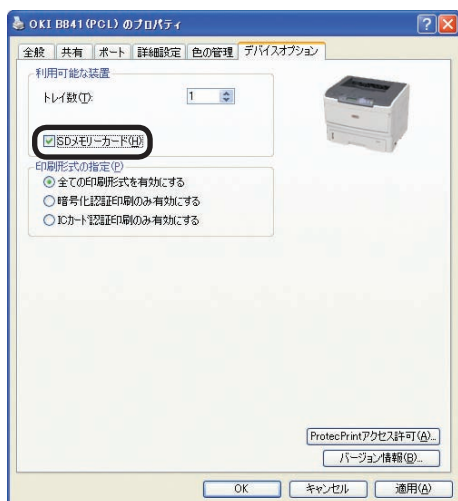 OKI B841(PCL) のプロパティ
全般 共有 ポート 詳細設定 色の管理 デバイスオプション
利用可能な装置
トレイ数(T): 1
SDメモリーカード(H)
印刷形式の指定(P)
全ての印刷形式を有効にする
暗号化認証印刷のみ有効にする
ICカード認証印刷のみ有効にする
ProtecPrintアクセス許可(A)...
バージョン情報(B)...
OK キャンセル 適用(A)